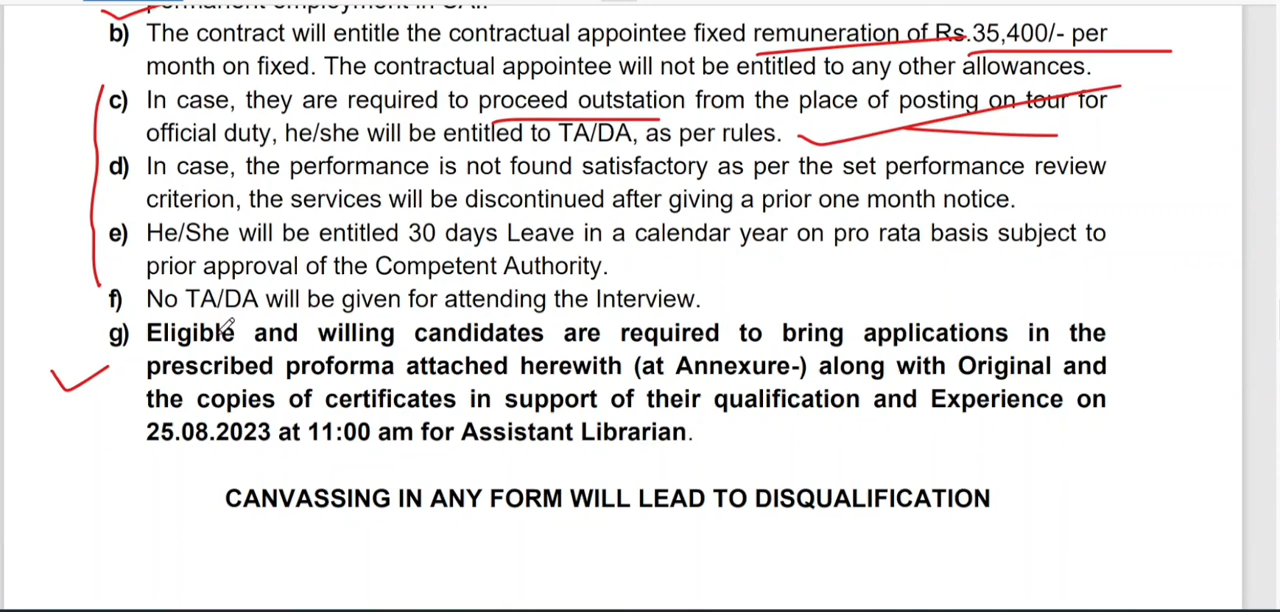 b) The contract will entitle the contractual appointee fixed remuneration of Rs.35,400/- per
month on fixed. The contractual appointee will not be entitled to any other allowances.
c) In case, they are required to proceed outstation from the place of posting on tour for
official duty, he/she will be entitled to TA/DA, as per rules.
d) In case, the performance is not found satisfactory as per the set performance review
criterion, the services will be discontinued after giving a prior one month notice.
e) He/She will be entitled 30 days Leave in a calendar year on pro rata basis subject to
prior approval of the Competent Authority.
f) No TA/DA will be given for attending the Interview.
g) Eligible and willing candidates are required to bring applications in the
prescribed proforma attached herewith (at Annexure-) along with Original and
the copies of certificates in support of their qualification and Experience on
25.08.2023 at 11:00 am for Assistant Librarian.
CANVASSING IN ANY FORM WILL LEAD TO DISQUALIFICATION